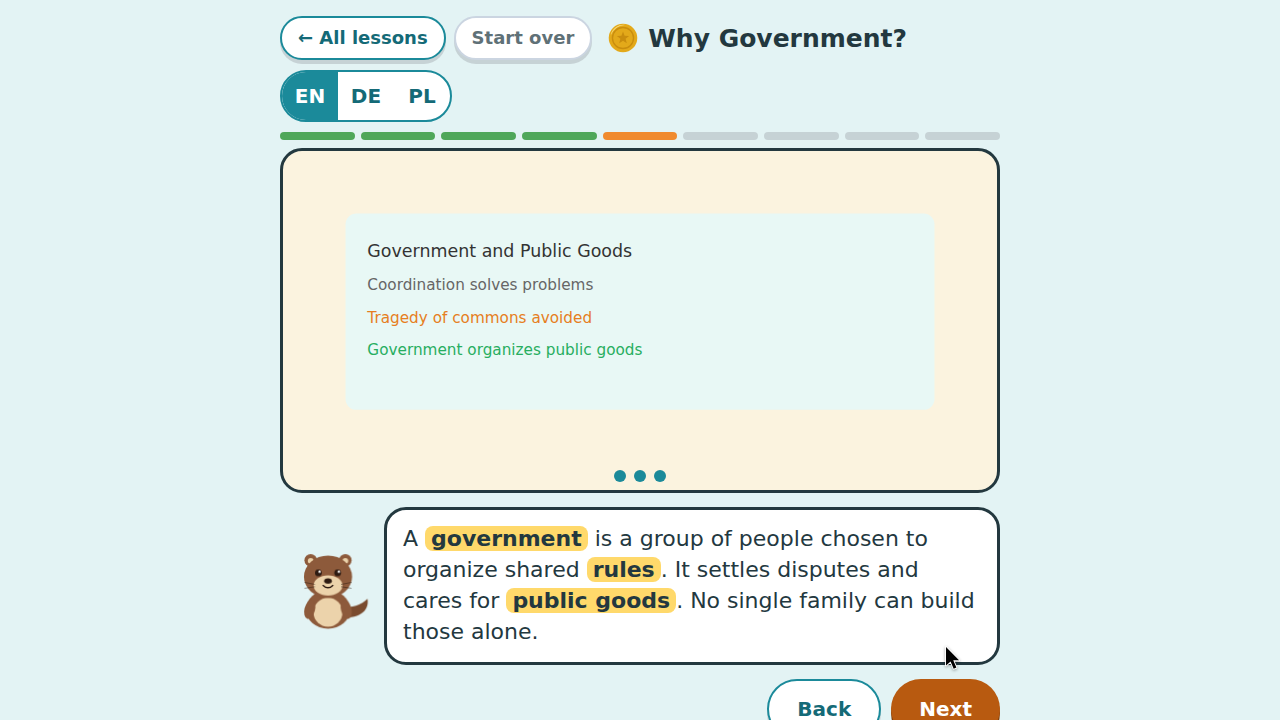 ← All lessons
Start over
Why Government?
EN DE PL
Government and Public Goods
Coordination solves problems
Tragedy of commons avoided
Government organizes public goods
A government is a group of people chosen to
organize shared rules. It settles disputes and
cares for public goods. No single family can build
those alone.
Back
Next